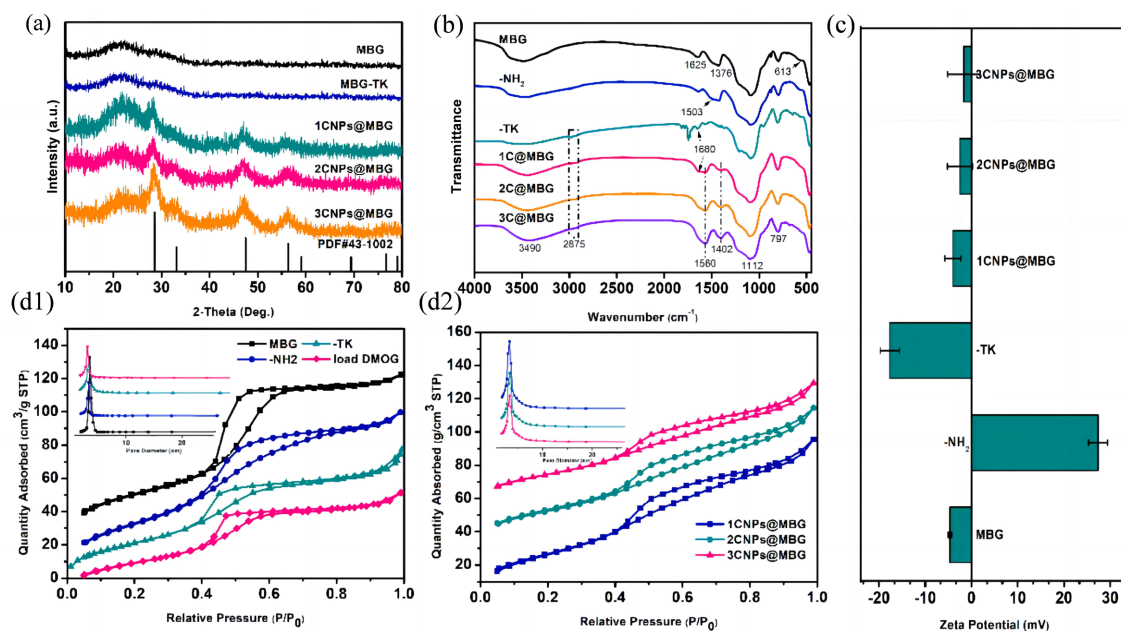 (a)
MBG
MBG-TK
1CNPs@MBG
2CNPs@MBG
3CNPs@MBG
PDF#43-1002
Intensity (a.u.)
10 20 30 40 50 60 70 80
2-Theta (Deg.)
(b)
MBG
-NH2
-TK
1C@MBG
2C@MBG
3C@MBG
1625
1376
613
1503
1680
3490
2875
1560
1402
1112
797
Transmittance
4000 3500 3000 2500 2000 1500 1000 500
Wavenumber (cm-1)
(c)
3CNPs@MBG
2CNPs@MBG
1CNPs@MBG
-TK
-NH2
MBG
-20 -10 0 10 20 30
Zeta Potential (mV)
(d1)
MBG
-TK
-NH2
load DMOG
Quantity Adsorbed (cm3/g STP)
140
120
100
80
60
40
20
0
10 20
Pore Diameter (nm)
0.0 0.2 0.4 0.6 0.8 1.0
Relative Pressure (P/P0)
(d2)
Quantity Absorbed (g/cm3 STP)
160
140
120
100
80
60
40
20
0
10 20
Pore Diameter (nm)
1CNPs@MBG
2CNPs@MBG
3CNPs@MBG
0.0 0.2 0.4 0.6 0.8 1.0
Relative Pressure (P/P0)